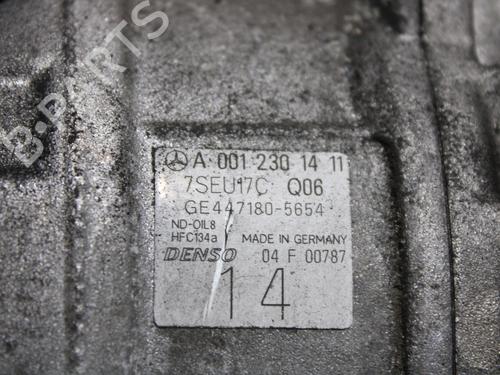 B-PARTS
A 001 230 14 11
7SEU17C Q06
GE447180-5654
ND-OIL8
HFC134a MADE IN GERMANY
DENSO 04 F 00787
14